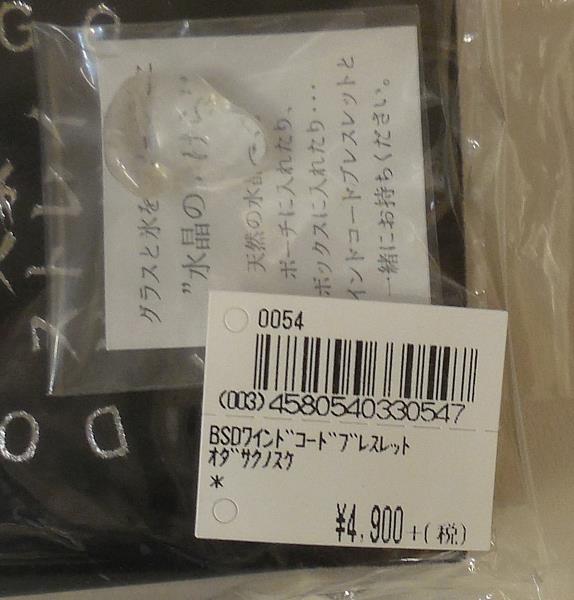 グラスと氷を
"水晶の
天然の水晶
ポーチに入れたり、
ボックスに入れたり・・・
インドコードブレスレットと
一緒にお持ちください。
0054
(003)4580540330547
BSDワインドコードブレスレット
オダサクノスケ
*
¥4,900+(税)